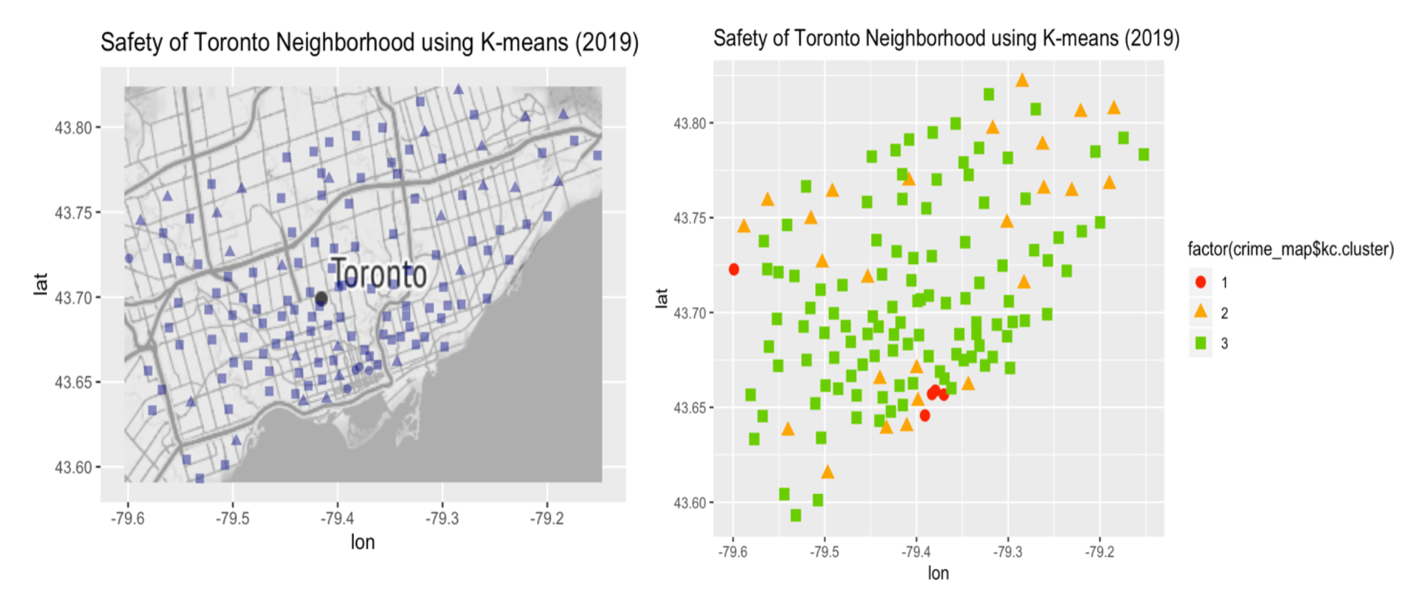 Safety of Toronto Neighborhood using K-means (2019)
43.80
43.75
43.70
43.65
43.60
lat
Toronto
-79.6 -79.5 -79.4 -79.3 -79.2
lon
Safety of Toronto Neighborhood using K-means (2019)
43.80
43.75
43.70
43.65
43.60
lat
-79.6 -79.5 -79.4 -79.3 -79.2
lon
factor(crime_map$kc.cluster)
1
2
3